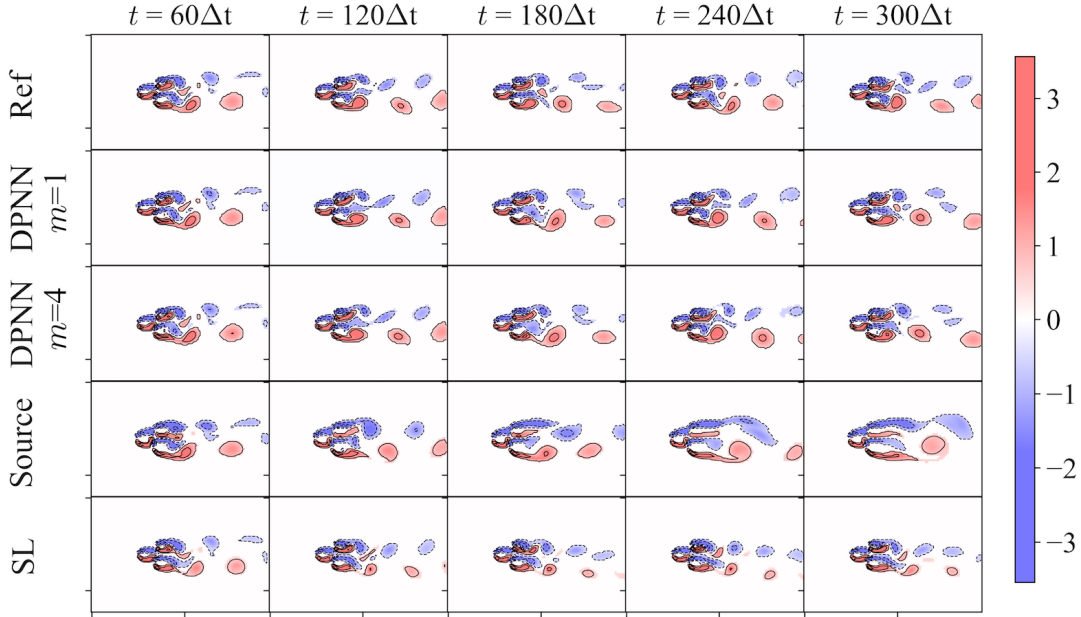 t = 60Δt
t = 120Δt
t = 180Δt
t = 240Δt
t = 300Δt
Ref
DPNN
m=1
DPNN
m=4
Source
SL
3
2
1
0
−1
−2
−3